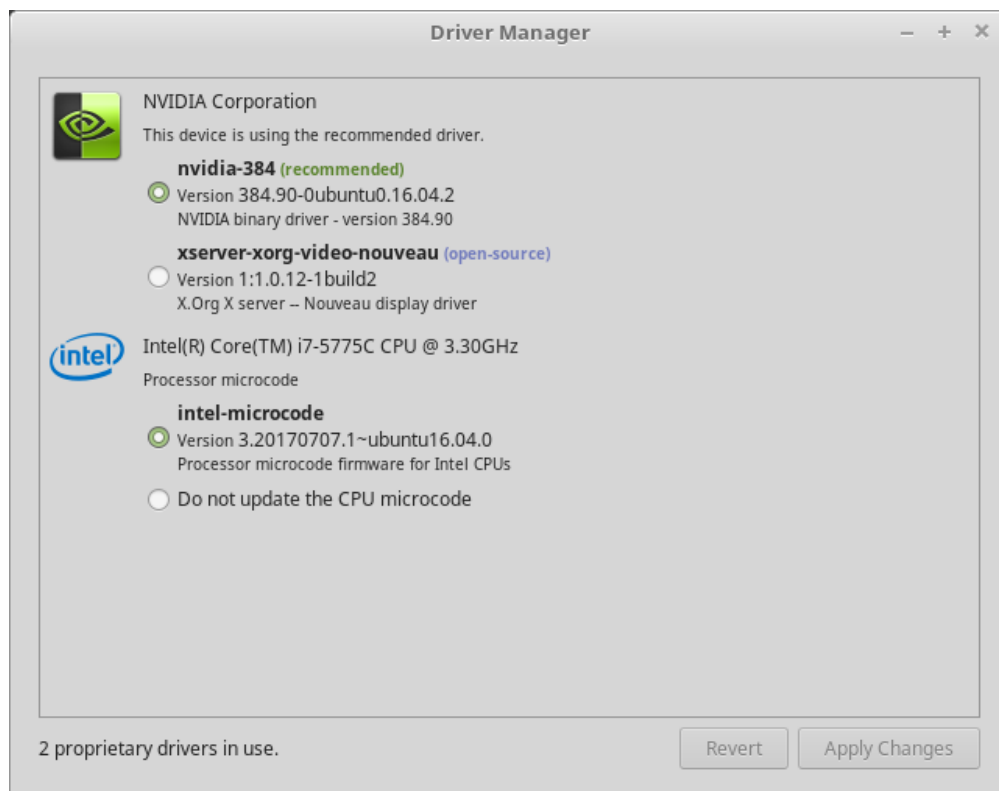 Driver Manager
NVIDIA Corporation
This device is using the recommended driver.
nvidia-384 (recommended)
Version 384.90-0ubuntu0.16.04.2
NVIDIA binary driver - version 384.90
xserver-xorg-video-nouveau (open-source)
Version 1:1.0.12-1build2
X.Org X server -- Nouveau display driver
intel
Intel(R) Core(TM) i7-5775C CPU @ 3.30GHz
Processor microcode
intel-microcode
Version 3.20170707.1~ubuntu16.04.0
Processor microcode firmware for Intel CPUs
Do not update the CPU microcode
2 proprietary drivers in use.
Revert
Apply Changes